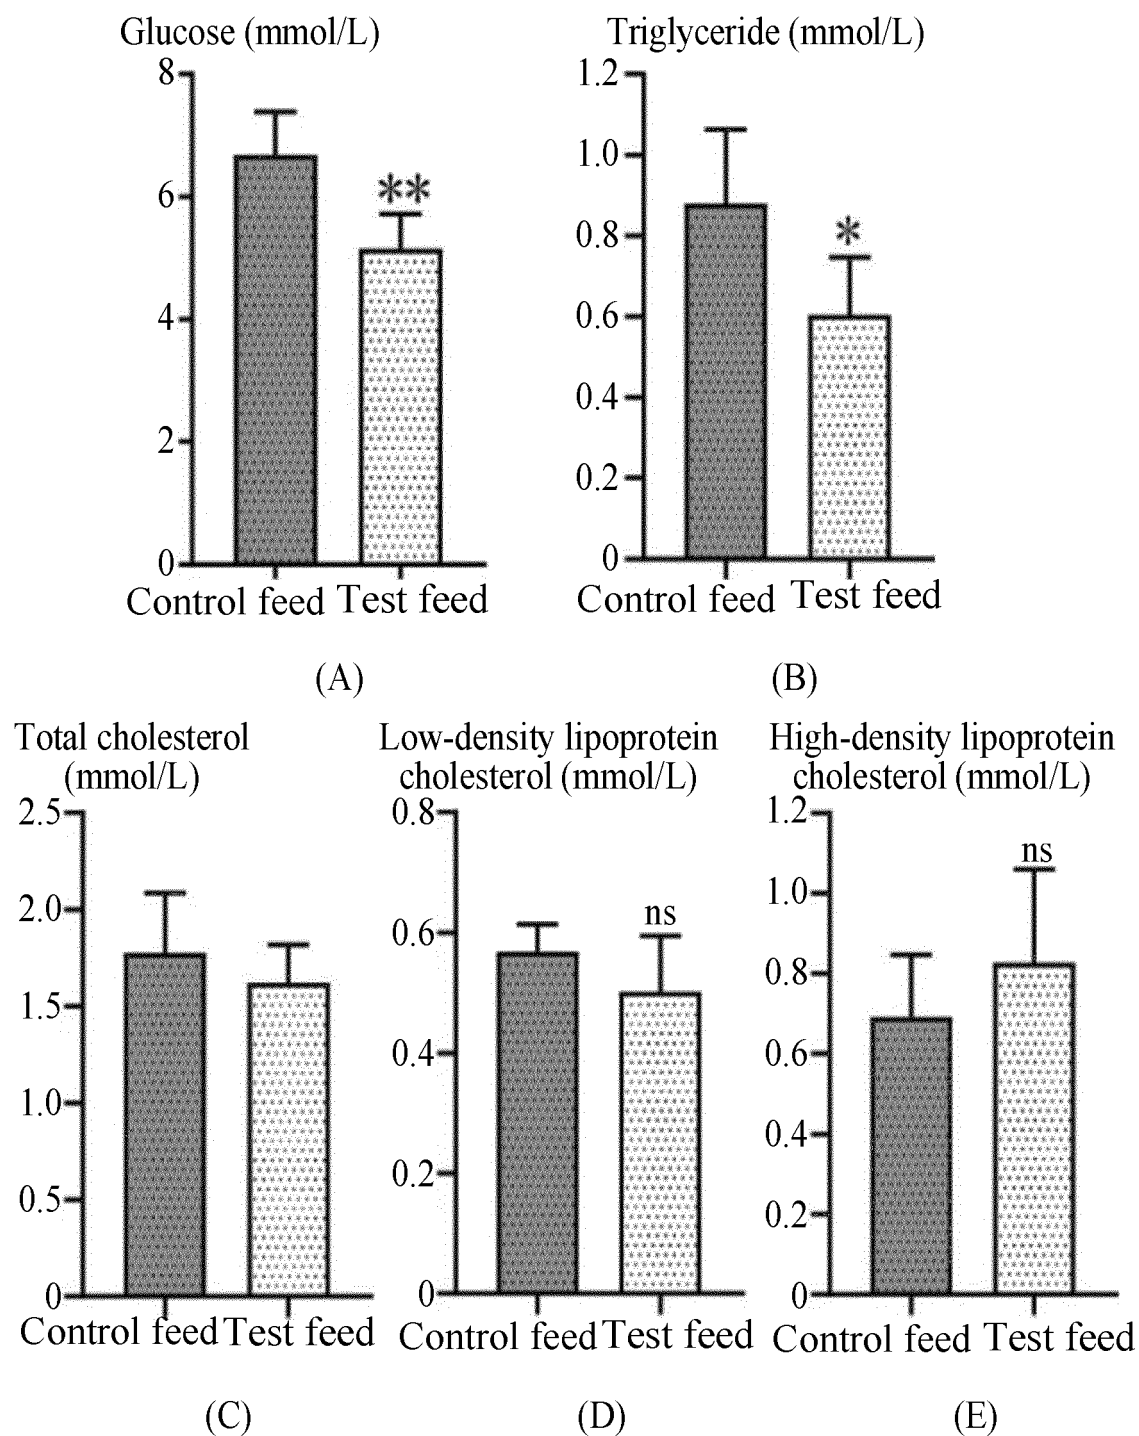 Glucose (mmol/L)
8
6
4
2
0
**
Control feed Test feed
(A)
Triglyceride (mmol/L)
1.2
1.0
0.8
0.6
0.4
0.2
0
*
Control feed Test feed
(B)
Total cholesterol
(mmol/L)
2.5
2.0
1.5
1.0
0.5
0
Control feed Test feed
(C)
Low-density lipoprotein
cholesterol (mmol/L)
0.8
0.6
0.4
0.2
0
ns
Control feed Test feed
(D)
High-density lipoprotein
cholesterol (mmol/L)
1.2
1.0
0.8
0.6
0.4
0.2
0
ns
Control feed Test feed
(E)